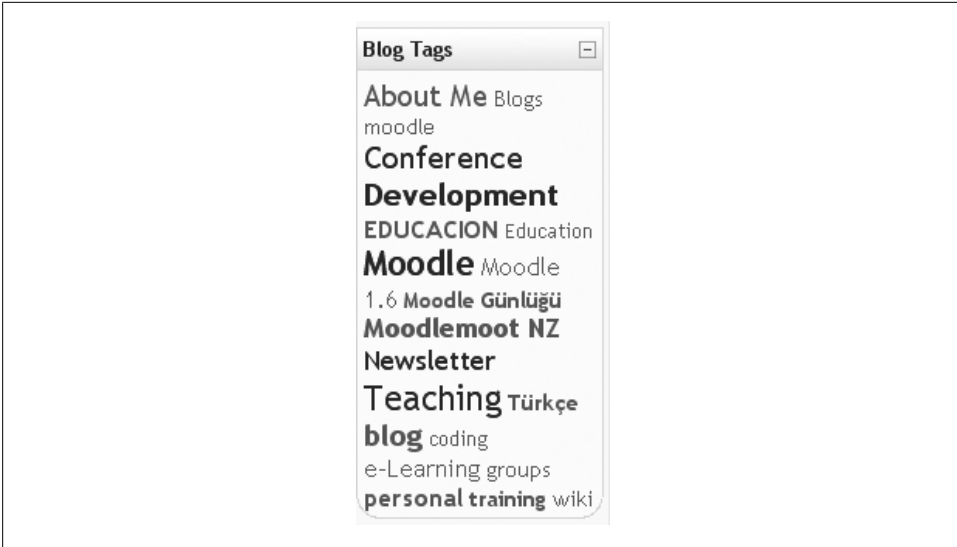 Blog Tags
About Me Blogs
moodle
Conference
Development
EDUCACION Education
Moodle Moodle
1.6 Moodle Günlüğü
Moodlemoot NZ
Newsletter
Teaching Türkçe
blog coding
e-Learning groups
personal training wiki